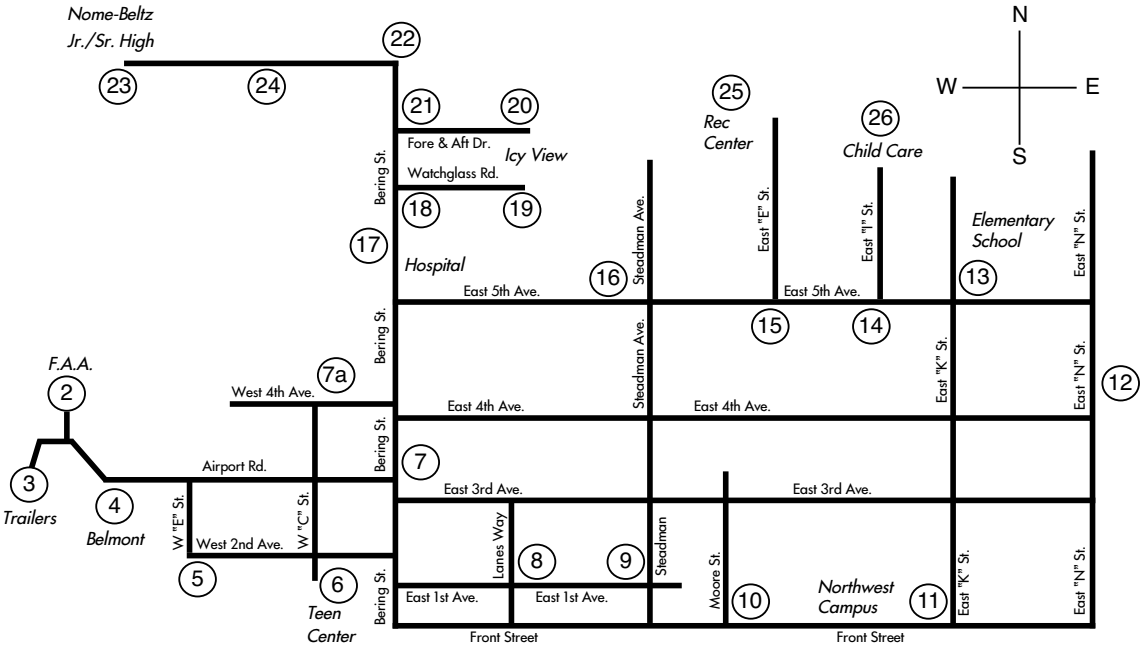 Nome-Beltz
Jr./Sr. High
22
23
24
21
20
Fore & Aft Dr.
Icy View
Bering St.
Watchglass Rd.
18
19
17
Hospital
25
Rec
Center
26
Child Care
N
W
E
S
16
Steadman Ave.
East "E" St.
East "I" St.
Elementary
School
East "N" St.
13
East 5th Ave.
East 5th Ave.
15
14
Bering St.
Steadman Ave.
East "K" St.
East "N" St.
12
F.A.A.
2
7a
West 4th Ave.
East 4th Ave.
East 4th Ave.
Bering St.
7
Airport Rd.
3
Trailers
4
Belmont
W "E" St.
W "C" St.
East 3rd Ave.
East 3rd Ave.
West 2nd Ave.
5
6
Teen
Center
Lanes Way
8
9
Steadman
Moore St.
10
Northwest
Campus
11
East "K" St.
East "N" St.
Bering St.
East 1st Ave.
East 1st Ave.
Front Street
Front Street